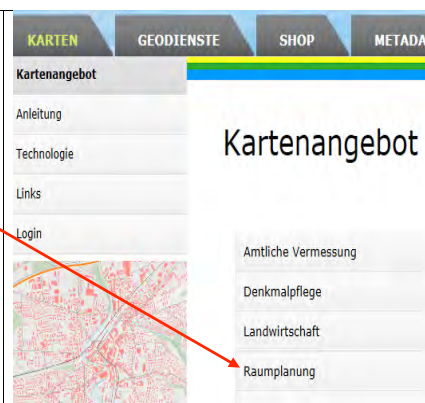 KARTEN GEODIENSTE SHOP METADA
Kartenangebot
Anleitung
Technologie
Links
Login
Kartenangebot
Amtliche Vermessung
Denkmalpflege
Landwirtschaft
Raumplanung